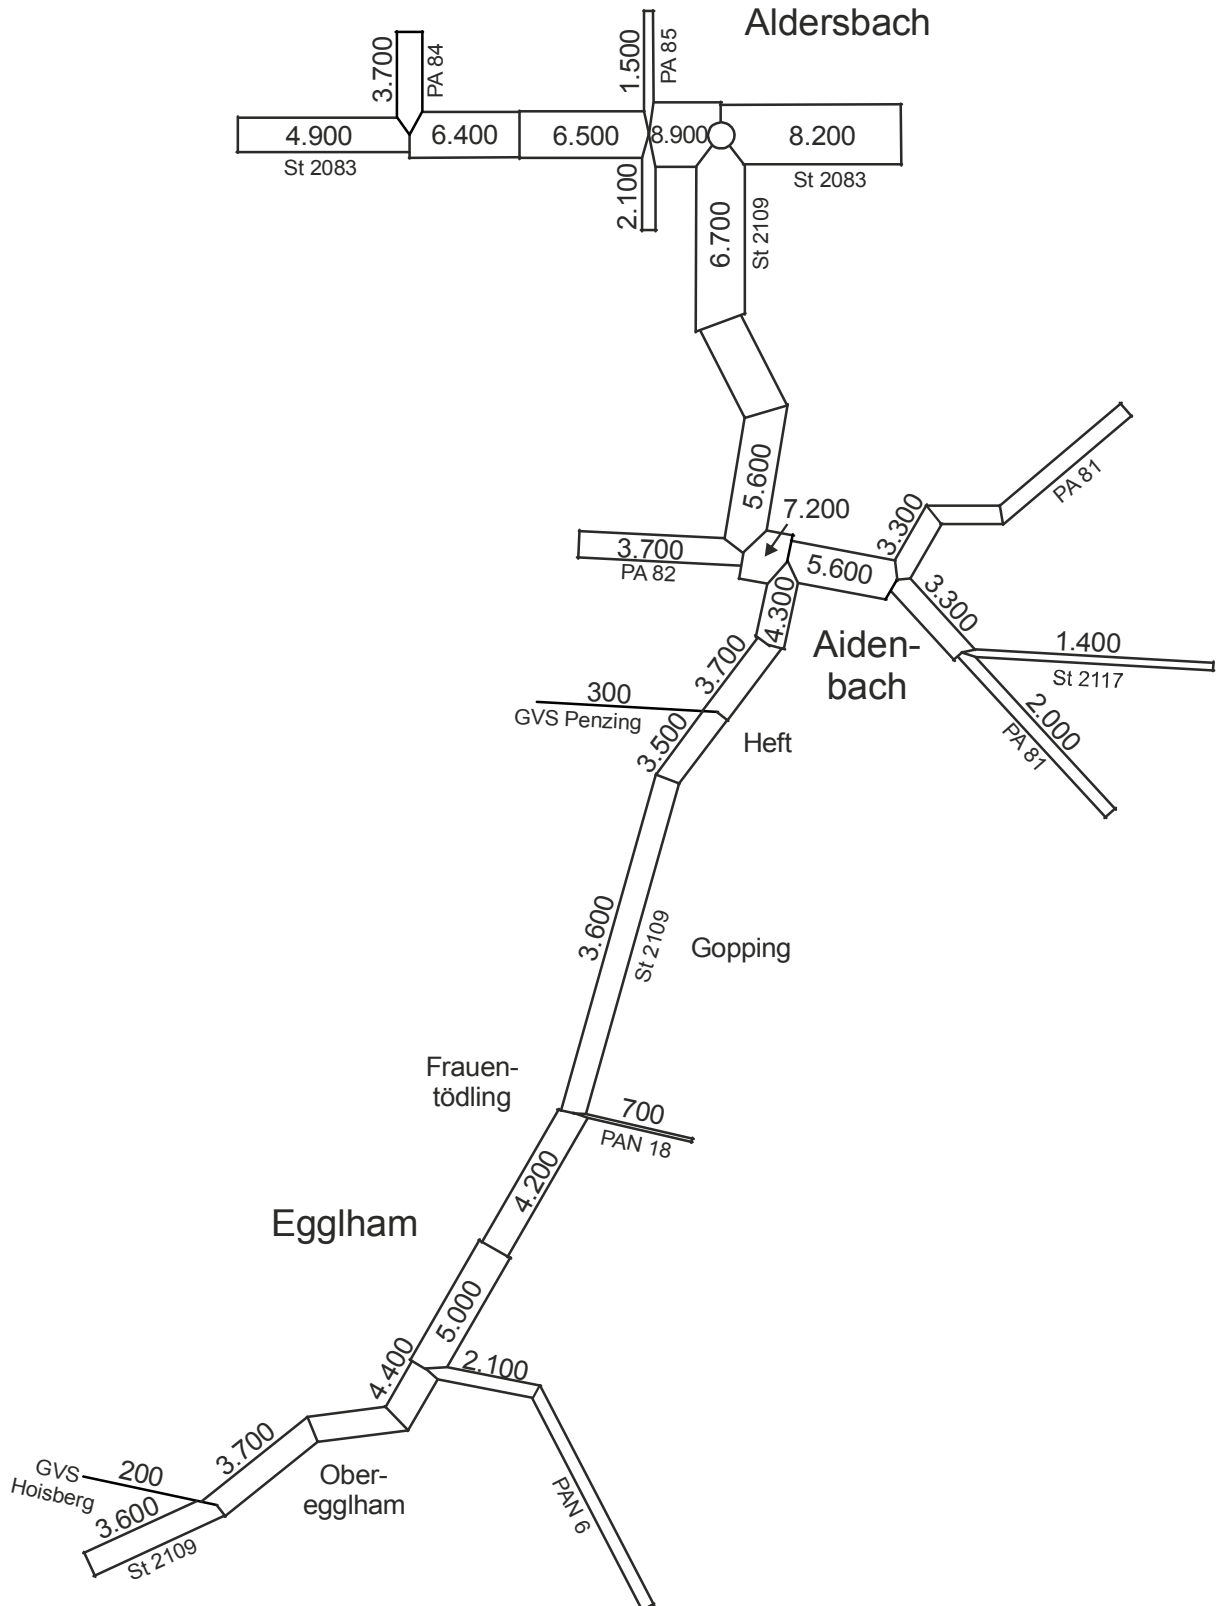 Aldersbach
3.700
PA 84
1.500
PA 85
4.900
6.400
6.500
8.900
8.200
St 2083
St 2083
2.100
6.700
St 2109
5.600
7.200
3.700
PA 82
5.600
3.300
PA 81
3.300
4.300
Aiden-
bach
1.400
St 2117
2.000
PA 81
3.700
300
GVS Penzing
3.500
Heft
3.600
St 2109
Gopping
Frauen-
tödling
700
PAN 18
4.200
Egglham
5.000
4.400
2.100
PAN 6
3.700
Ober-
egglham
GVS
Hoisberg
200
3.600
St 2109